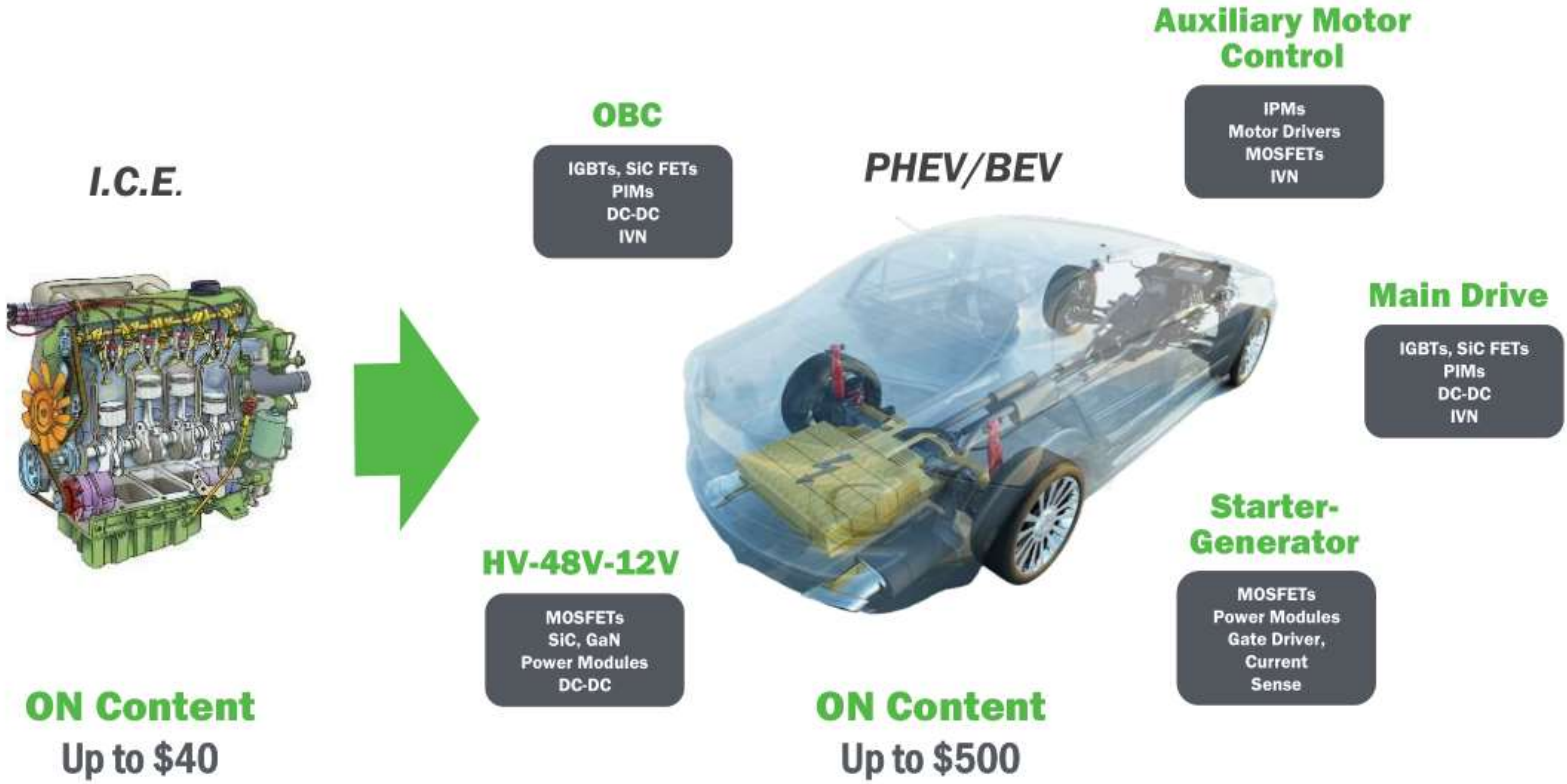 I.C.E.
ON Content
Up to $40
OBC
IGBTs, SiC FETs
PIMs
DC-DC
IVN
PHEV/BEV
Auxiliary Motor
Control
IPMs
Motor Drivers
MOSFETs
IVN
Main Drive
IGBTs, SiC FETs
PIMs
DC-DC
IVN
HV-48V-12V
MOSFETs
SiC, GaN
Power Modules
DC-DC
Starter-
Generator
MOSFETs
Power Modules
Gate Driver,
Current
Sense
ON Content
Up to $500